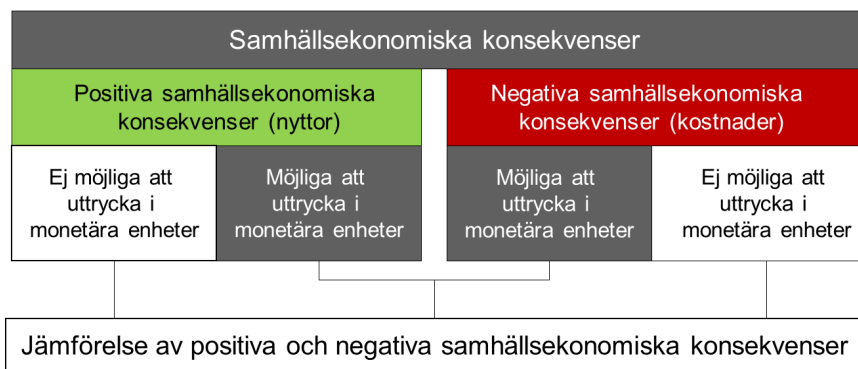 Samhällsekonomiska konsekvenser
Positiva samhällsekonomiska
konsekvenser (nyttor)
Negativa samhällsekonomiska
konsekvenser (kostnader)
Ej möjliga att
uttrycka i
monetära enheter
Möjliga att
uttrycka i
monetära enheter
Möjliga att
uttrycka i
monetära enheter
Ej möjliga att
uttrycka i
monetära enheter
Jämförelse av positiva och negativa samhällsekonomiska konsekvenser